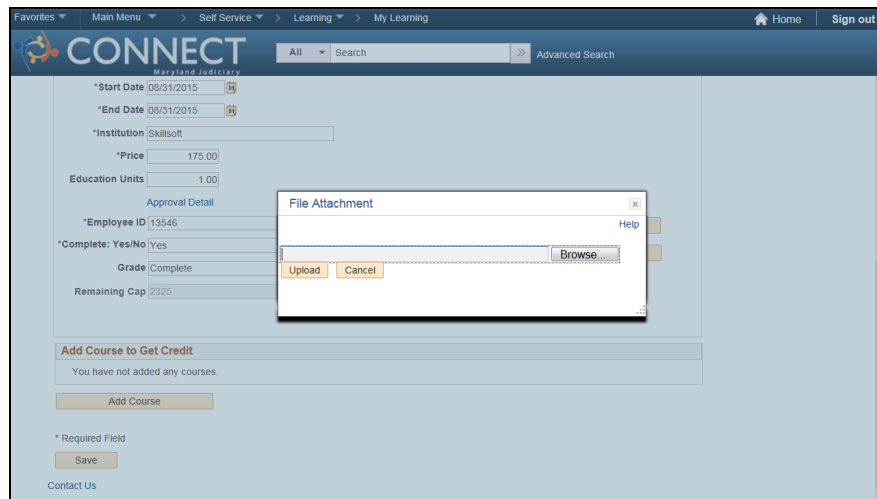 Favorites Main Menu > Self Service > Learning > My Learning Home Sign out
CONNECT
Maryland Judiciary
All Search » Advanced Search
*Start Date 08/31/2015
*End Date 08/31/2015
*Institution Skillsoft
*Price 175.00
Education Units 1.00
Approval Detail
*Employee ID 13546
*Complete: Yes/No Yes
Grade Complete
Remaining Cap 2325
File Attachment
Help
Browse...
Upload Cancel
Add Course to Get Credit
You have not added any courses.
Add Course
* Required Field
Save
Contact Us